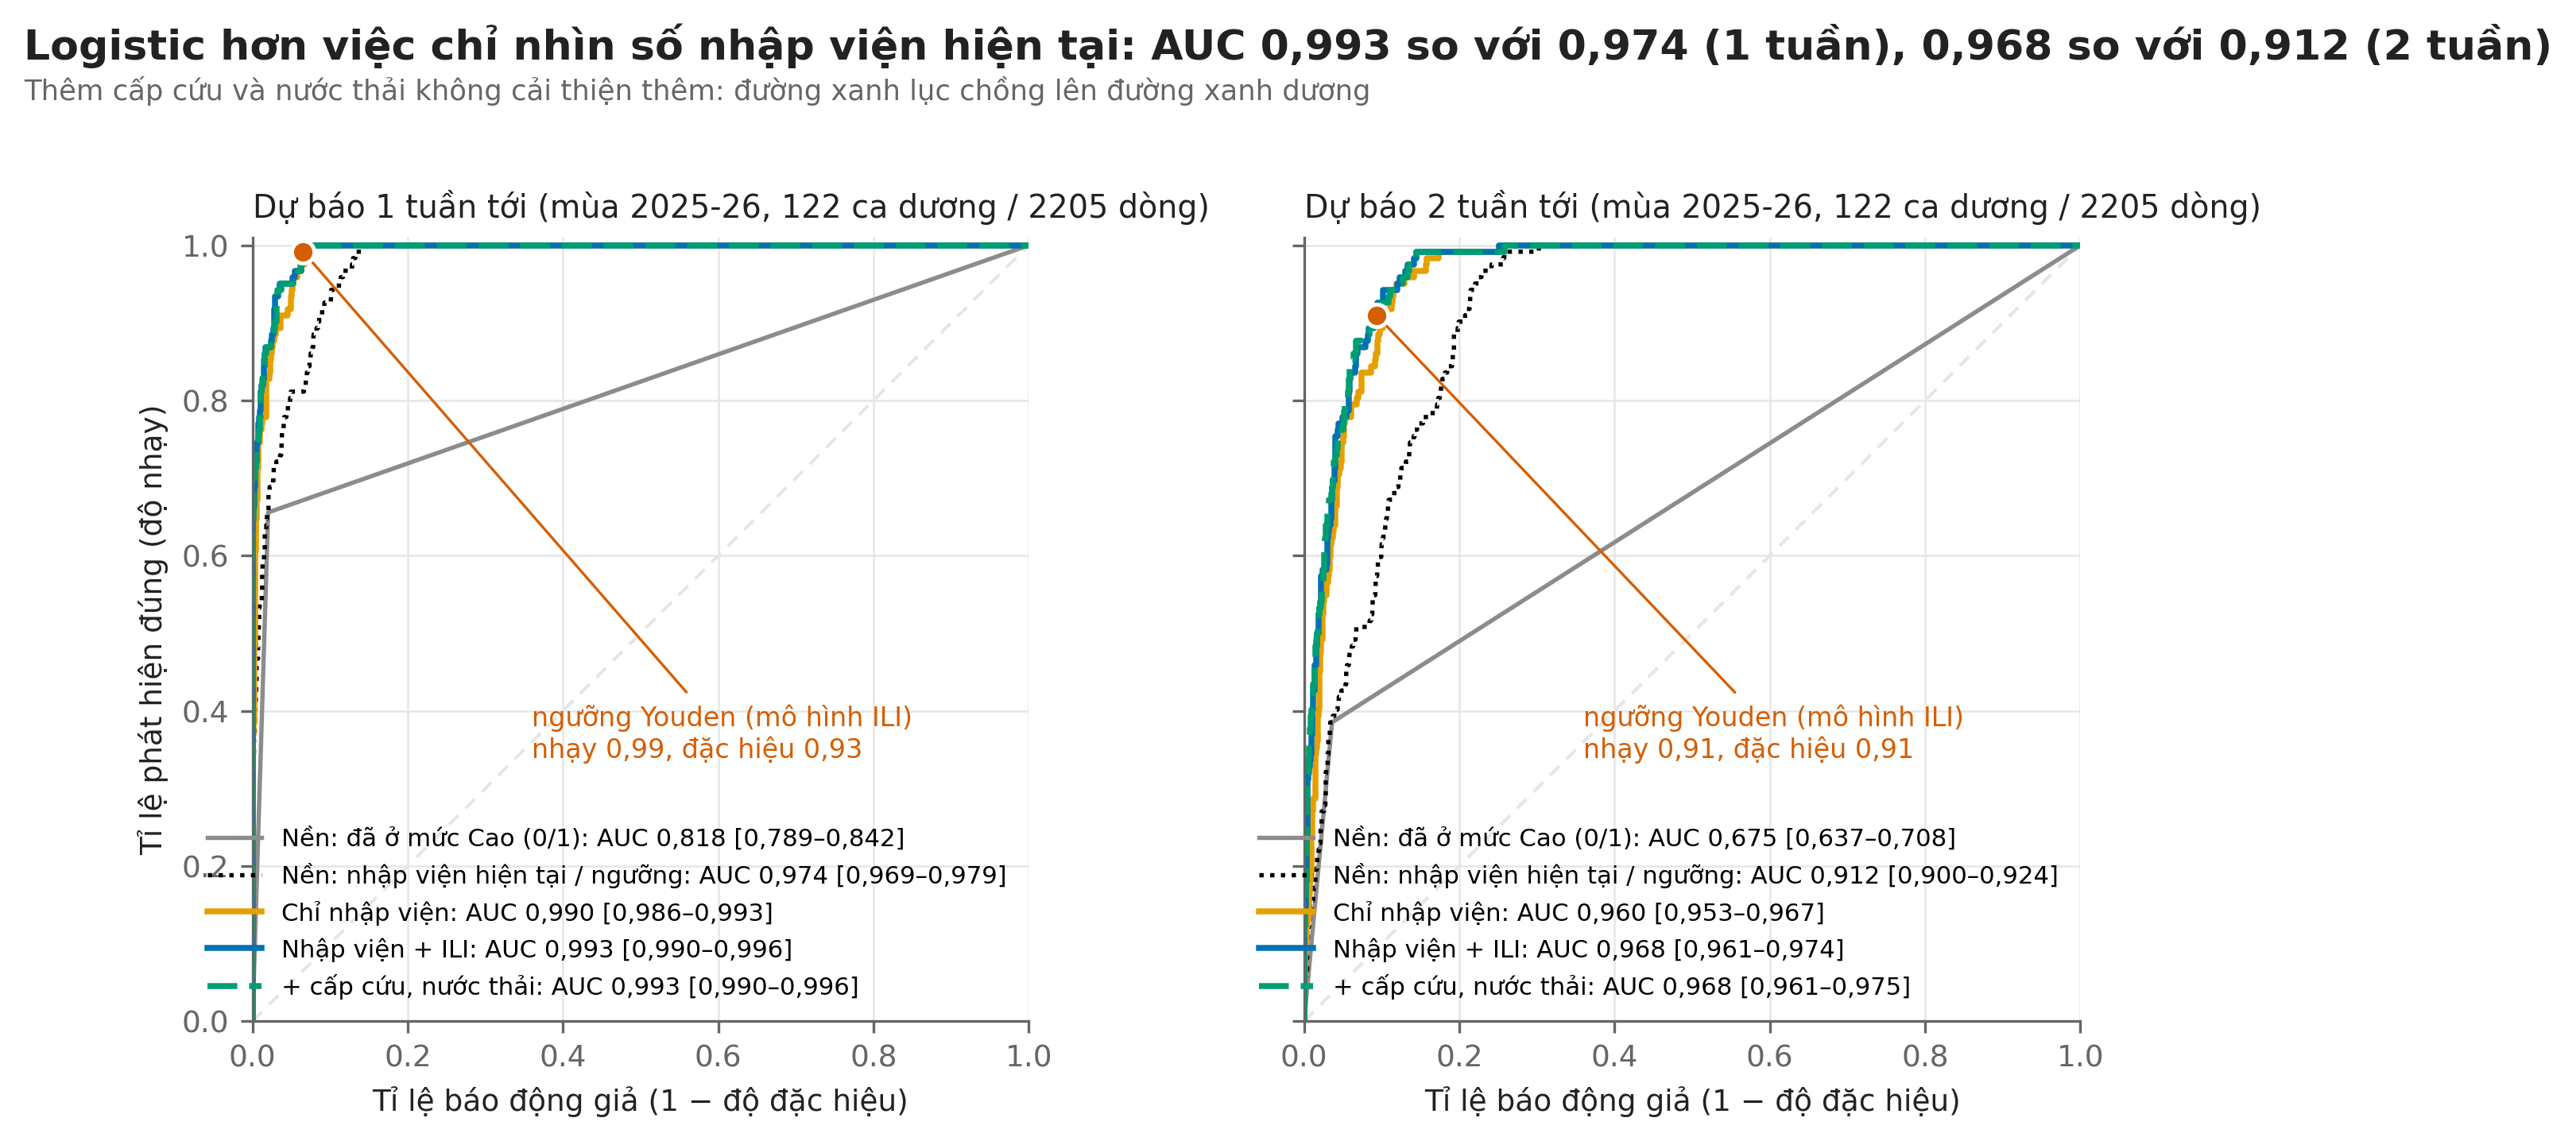 Logistic hơn việc chỉ nhìn số nhập viện hiện tại: AUC 0,993 so với 0,974 (1 tuần), 0,968 so với 0,912 (2 tuần)
Thêm cấp cứu và nước thải không cải thiện thêm: đường xanh lục chồng lên đường xanh dương
Dự báo 1 tuần tới (mùa 2025-26, 122 ca dương / 2205 dòng)
Tỉ lệ phát hiện đúng (độ nhạy)
1.0
0.8
0.6
0.4
0.2
0.0
ngưỡng Youden (mô hình ILI)
nhạy 0,99, đặc hiệu 0,93
Nền: đã ở mức Cao (0/1): AUC 0,818 [0,789–0,842]
Nền: nhập viện hiện tại / ngưỡng: AUC 0,974 [0,969–0,979]
Chỉ nhập viện: AUC 0,990 [0,986–0,993]
Nhập viện + ILI: AUC 0,993 [0,990–0,996]
+ cấp cứu, nước thải: AUC 0,993 [0,990–0,996]
0.0 0.2 0.4 0.6 0.8 1.0
Tỉ lệ báo động giả (1 − độ đặc hiệu)
Dự báo 2 tuần tới (mùa 2025-26, 122 ca dương / 2205 dòng)
ngưỡng Youden (mô hình ILI)
nhạy 0,91, đặc hiệu 0,91
Nền: đã ở mức Cao (0/1): AUC 0,675 [0,637–0,708]
Nền: nhập viện hiện tại / ngưỡng: AUC 0,912 [0,900–0,924]
Chỉ nhập viện: AUC 0,960 [0,953–0,967]
Nhập viện + ILI: AUC 0,968 [0,961–0,974]
+ cấp cứu, nước thải: AUC 0,968 [0,961–0,975]
0.0 0.2 0.4 0.6 0.8 1.0
Tỉ lệ báo động giả (1 − độ đặc hiệu)